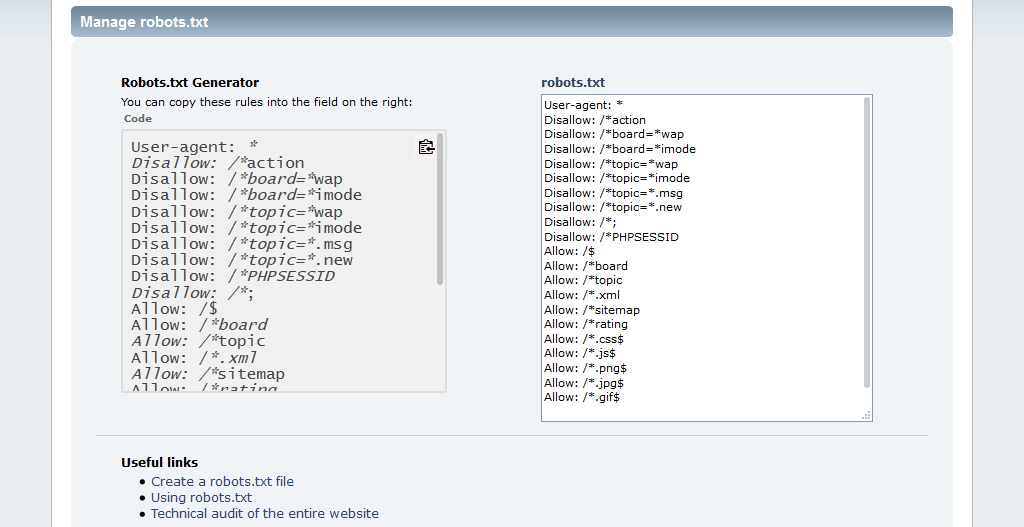 Manage robots.txt
Robots.txt Generator
You can copy these rules into the field on the right:
Code
User-agent: *
Disallow: /*action
Disallow: /*board=*wap
Disallow: /*board=*imode
Disallow: /*topic=*wap
Disallow: /*topic=*imode
Disallow: /*topic=*.msg
Disallow: /*topic=*.new
Disallow: /*PHPSESSID
Disallow: /*;
Allow: /$
Allow: /*board
Allow: /*topic
Allow: /*.xml
Allow: /*sitemap
Allow: /*rating
robots.txt
User-agent: *
Disallow: /*action
Disallow: /*board=*wap
Disallow: /*board=*imode
Disallow: /*topic=*wap
Disallow: /*topic=*imode
Disallow: /*topic=*.msg
Disallow: /*topic=*.new
Disallow: /*;
Disallow: /*PHPSESSID
Allow: /$
Allow: /*board
Allow: /*topic
Allow: /*.xml
Allow: /*sitemap
Allow: /*rating
Allow: /*.css$
Allow: /*.js$
Allow: /*.png$
Allow: /*.jpg$
Allow: /*.gif$
Useful links
Create a robots.txt file
Using robots.txt
Technical audit of the entire website